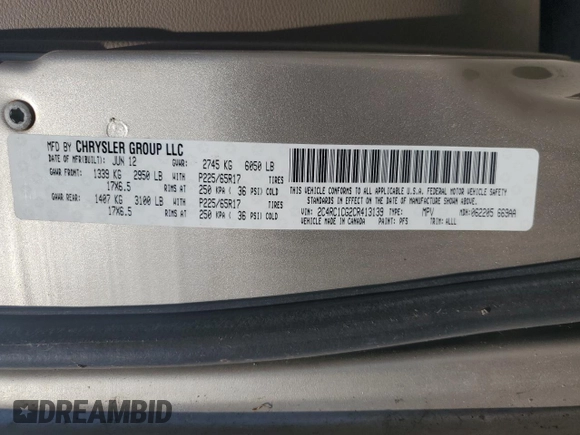 MFD BY CHRYSLER GROUP LLC
DATE OF MFR(BUILT): JUN 12 GVWR: 2745 KG 6050 LB
GAWR FRONT: 1339 KG 2950 LB WITH P225/65R17 TIRES
17X6.5 RIMS AT 250 KPA ( 36 PSI) COLD
GAWR REAR: 1407 KG 3100 LB WITH P225/65R17 TIRES
17X6.5 RIMS AT 250 KPA ( 36 PSI) COLD
THIS VEHICLE CONFORMS TO ALL APPLICABLE U.S.A. FEDERAL MOTOR VEHICLE SAFETY
STANDARDS IN EFFECT ON THE DATE OF MANUFACTURE SHOWN ABOVE.
VIN: 2C4RC1CG2CR413139 TYPE: MPV MDH: 062205 663AA
VEHICLE MADE IN CANADA PAINT: PFS TRIM: ALL1
DREAMBID